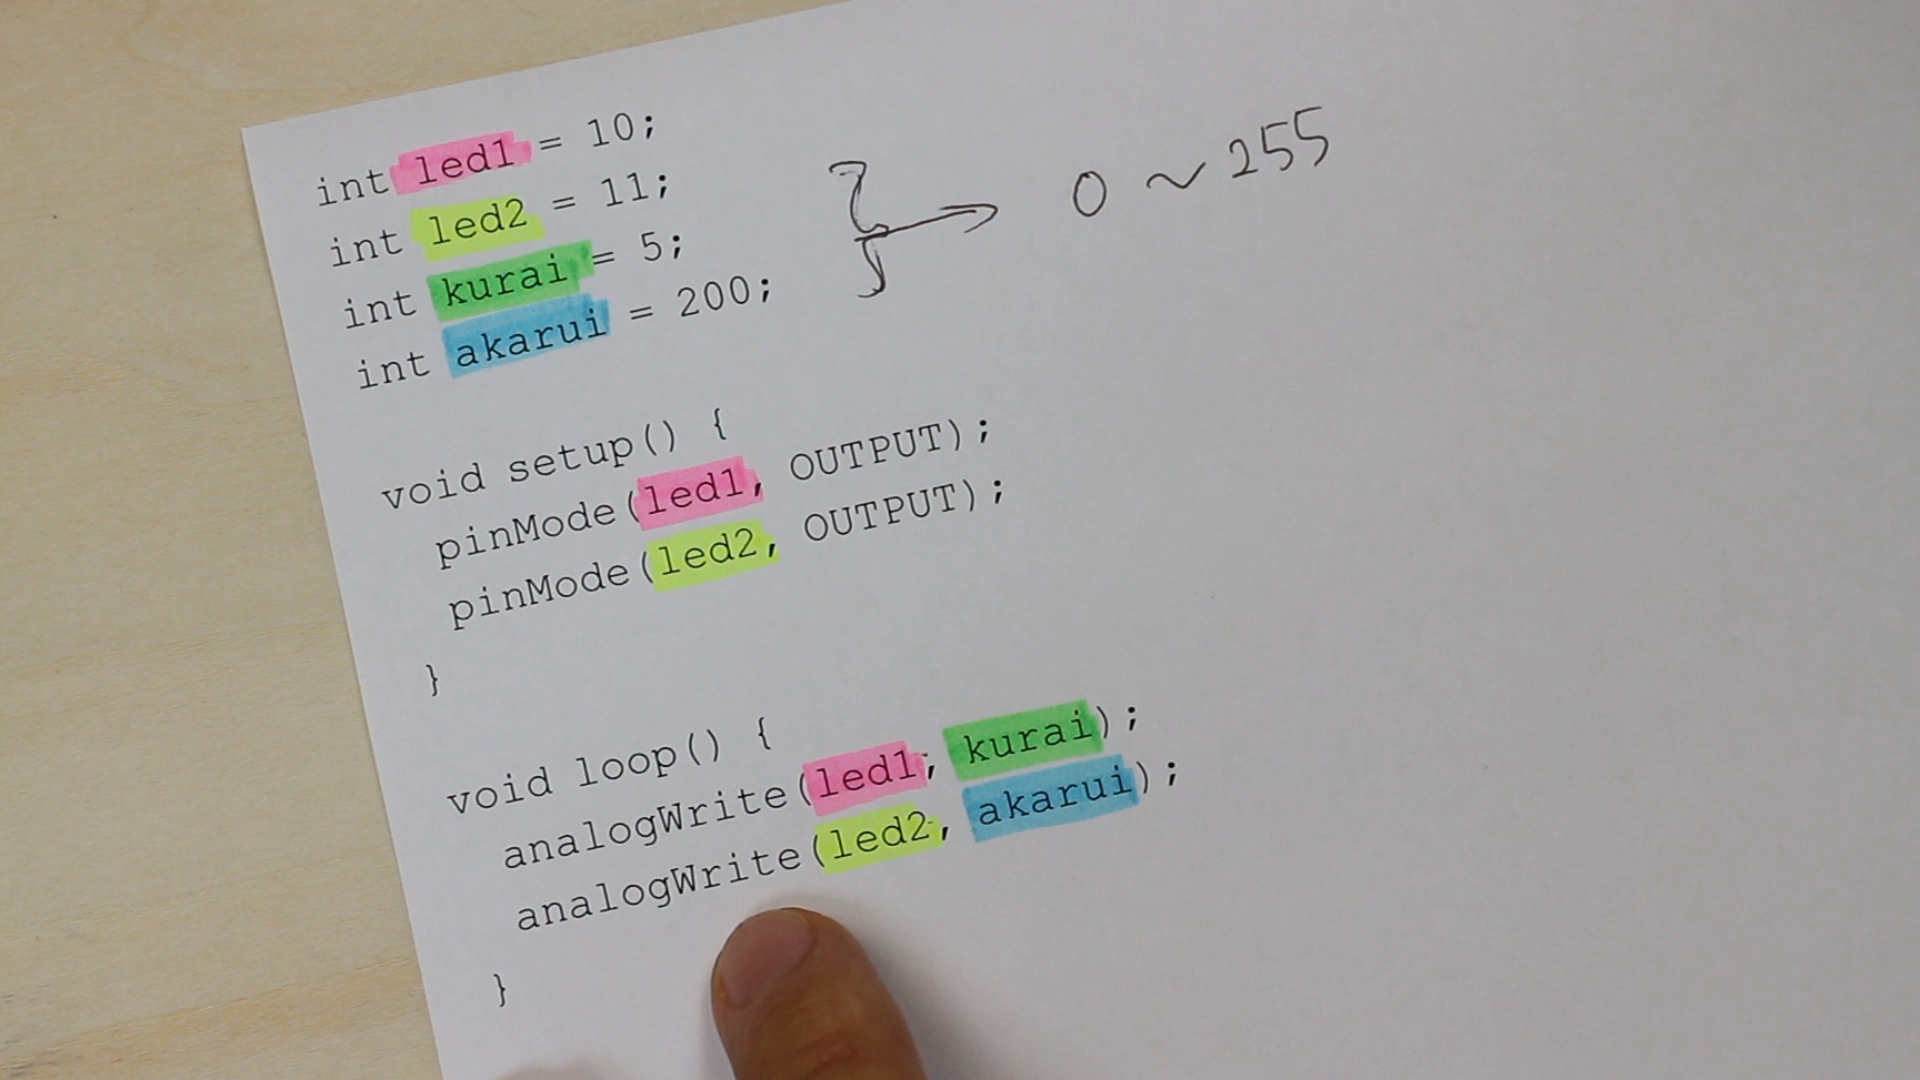 int led1 = 10;
int led2 = 11;
int kurai = 5;
int akarui = 200;
} → 0 ~ 255
void setup() {
pinMode(led1, OUTPUT);
pinMode(led2, OUTPUT);
}
void loop() {
analogWrite(led1, kurai);
analogWrite(led2, akarui);
}